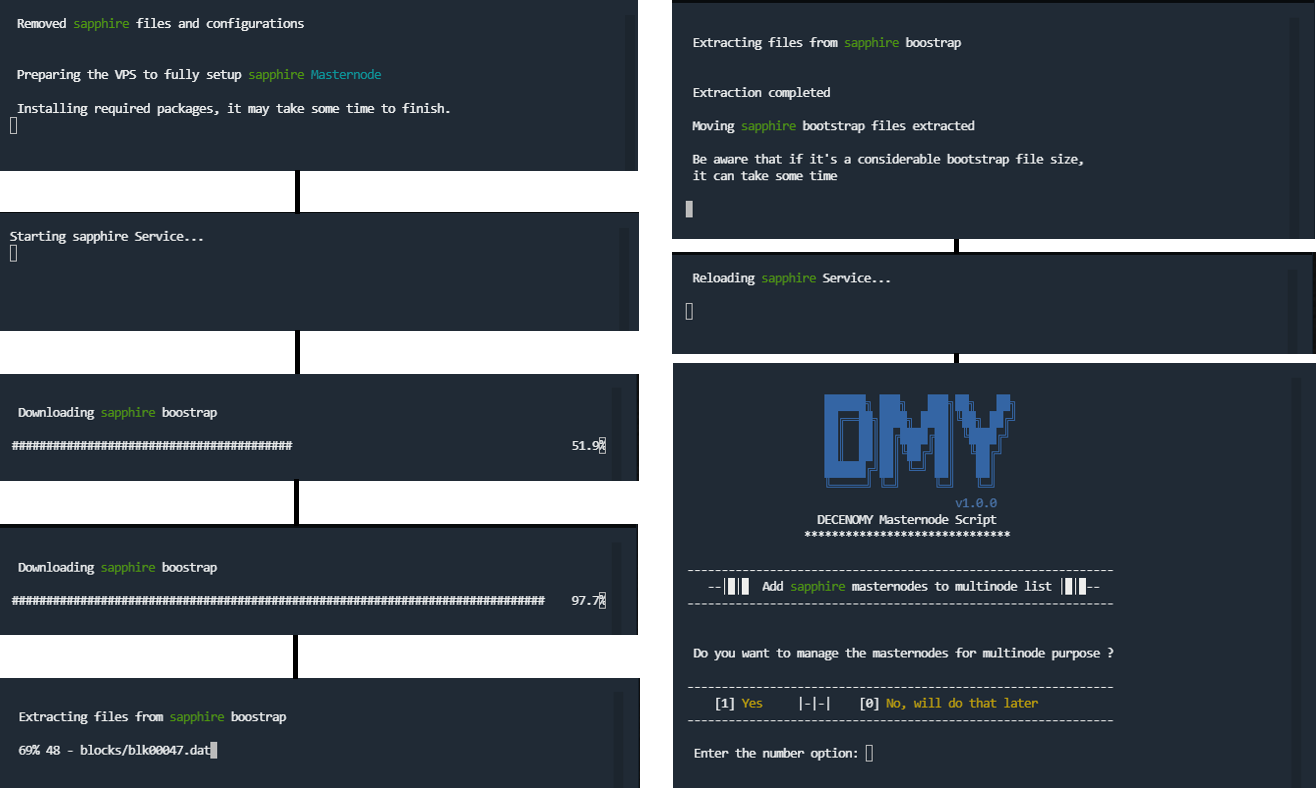 Removed sapphire files and configurations
Preparing the VPS to fully setup sapphire Masternode
Installing required packages, it may take some time to finish.
Starting sapphire Service...
Downloading sapphire boostrap
######################################### 51.9%
Downloading sapphire boostrap
############################################################################## 97.7%
Extracting files from sapphire boostrap
69% 48 - blocks/blk00047.dat
Extracting files from sapphire boostrap
Extraction completed
Moving sapphire bootstrap files extracted
Be aware that if it's a considerable bootstrap file size,
it can take some time
Reloading sapphire Service...
DMY
v1.0.0
DECENOMY Masternode Script
******************************
--------------------------------------------------------------
--|█|█ Add sapphire masternodes to multinode list |█|█--
--------------------------------------------------------------
Do you want to manage the masternodes for multinode purpose ?
--------------------------------------------------------------
[1] Yes |-|-| [0] No, will do that later
--------------------------------------------------------------
Enter the number option: